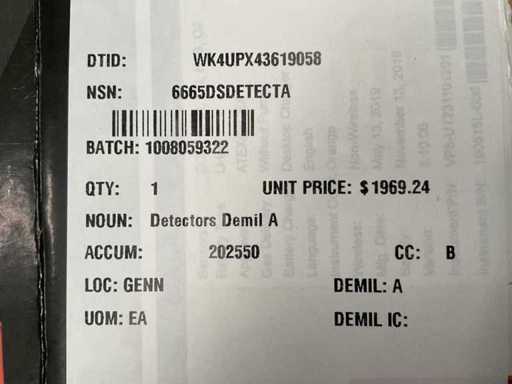 DTID: WK4UPX43619058
NSN: 6665DSDETECTA
BATCH: 1008059322
QTY: 1 UNIT PRICE: $1969.24
NOUN: Detectors Demil A
ACCUM: 202550 CC: B
LOC: GENN DEMIL: A
UOM: EA DEMIL IC: